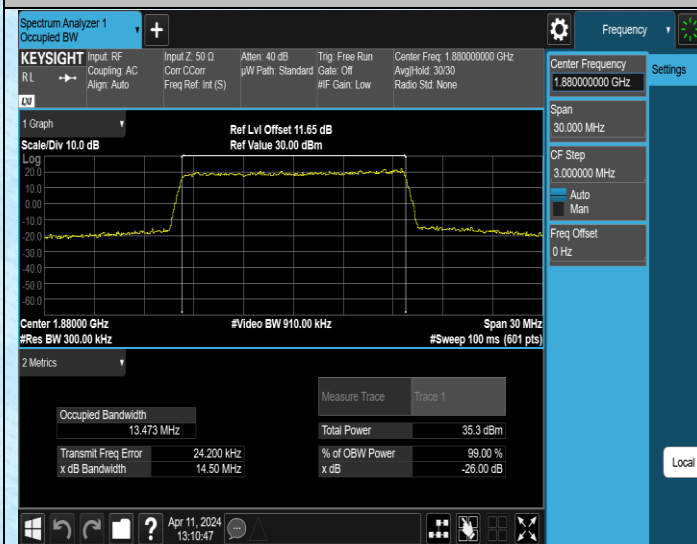 Spectrum Analyzer 1
Occupied BW
Frequency
KEYSIGHT
Input: RF
Coupling: AC
Align: Auto
Input Z: 50 Ω
Corr CCorr
Freq Ref: Int (S)
Atten: 40 dB
µW Path: Standard
Trig: Free Run
Gate: Off
#IF Gain: Low
Center Freq: 1.880000000 GHz
Avg|Hold: 30/30
Radio Std: None
R L
LXI
Center Frequency
1.880000000 GHz
Settings
Span
30.000 MHz
CF Step
3.000000 MHz
Auto
Man
Freq Offset
0 Hz
1 Graph
Scale/Div 10.0 dB
Ref Lvl Offset 11.65 dB
Ref Value 30.00 dBm
Log
20.0
10.0
0.00
-10.0
-20.0
-30.0
-40.0
-50.0
-60.0
Center 1.88000 GHz
#Video BW 910.00 kHz
Span 30 MHz
#Res BW 300.00 kHz
#Sweep 100 ms (601 pts)
2 Metrics
Measure Trace
Trace 1
Occupied Bandwidth
13.473 MHz
Total Power
35.3 dBm
Transmit Freq Error
24.200 kHz
% of OBW Power
99.00 %
x dB Bandwidth
14.50 MHz
x dB
-26.00 dB
Local
?
Apr 11, 2024
13:10:47